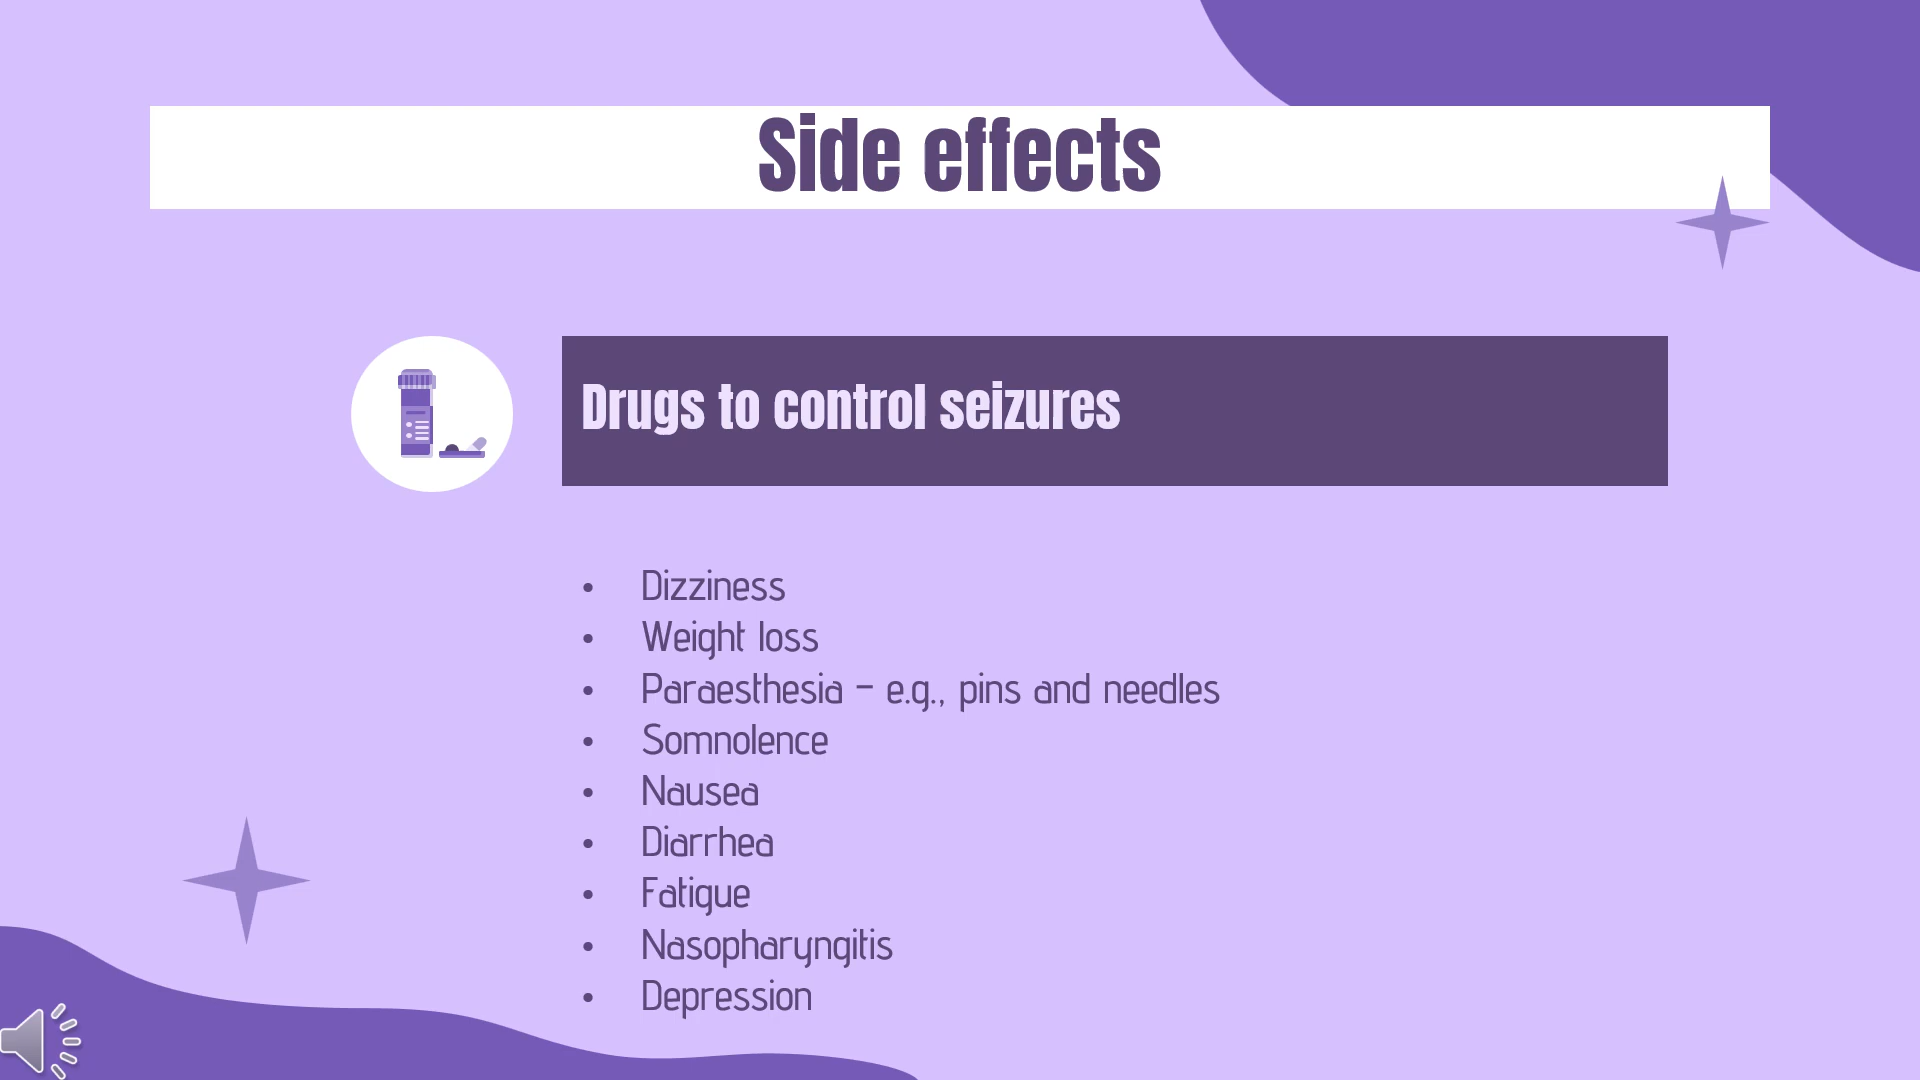 Side effects
Drugs to control seizures
• Dizziness
• Weight loss
• Paraesthesia – e.g., pins and needles
• Somnolence
• Nausea
• Diarrhea
• Fatigue
• Nasopharyngitis
• Depression